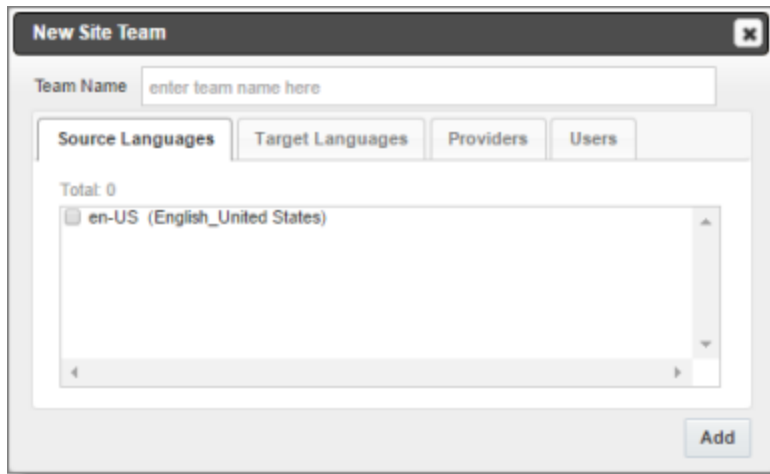 New Site Team
Team Name enter team name here
Source Languages Target Languages Providers Users
Total: 0
en-US (English_United States)
Add